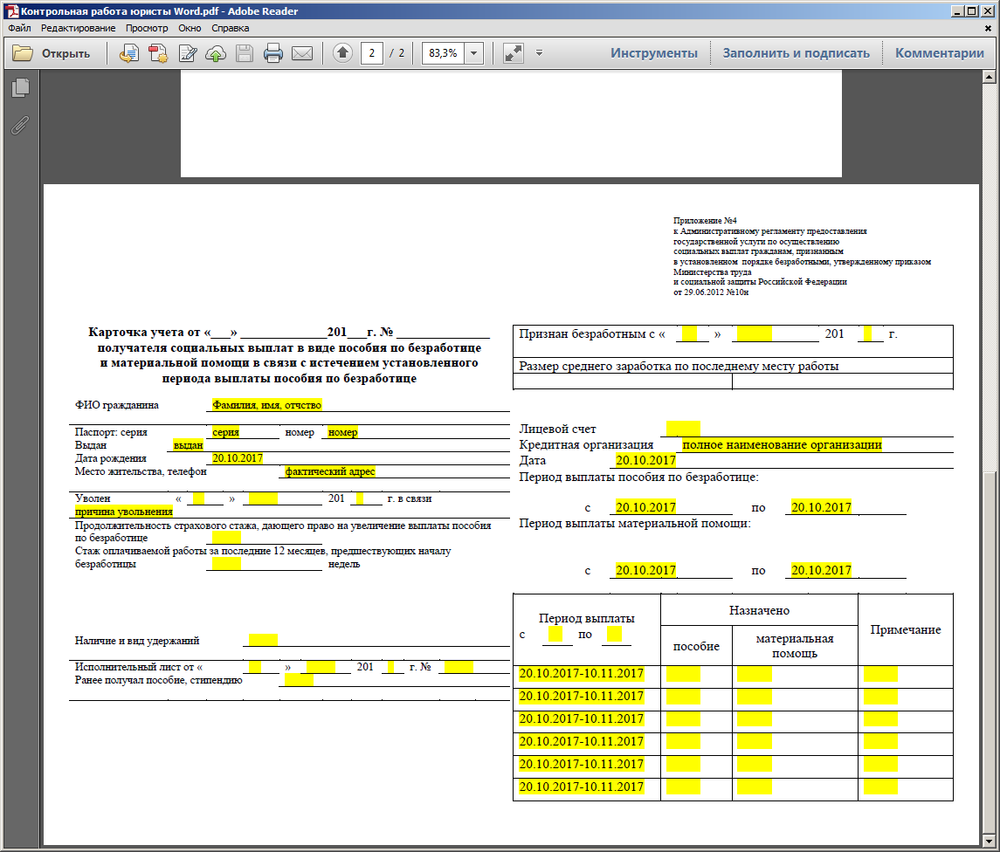 Контрольная работа юристы Word.pdf - Adobe Reader
Файл Редактирование Просмотр Окно Справка
Открыть 2 / 2 83,3% Инструменты Заполнить и подписать Комментарии
Приложение №4
к Административному регламенту предоставления
государственной услуги по осуществлению
социальных выплат гражданам, признанным
в установленном порядке безработными, утвержденному приказом
Министерства труда
и социальной защиты Российской Федерации
от 29.06.2012 №10н
Карточка учета от «___» ______________201___г. № _______________
получателя социальных выплат в виде пособия по безработице
и материальной помощи в связи с истечением установленного
периода выплаты пособия по безработице
ФИО гражданина Фамилия, имя, отчство
Паспорт: серия серия номер номер
Выдан выдан
Дата рождения 20.10.2017
Место жительства, телефон фактический адрес
Уволен « » 201 г. в связи
причина увольнения
Продолжительность страхового стажа, дающего право на увеличение выплаты пособия
по безработице
Стаж оплачиваемой работы за последние 12 месяцев, предшествующих началу
безработицы недель
Наличие и вид удержаний
Исполнительный лист от « » 201 г. №
Ранее получал пособие, стипендию
Признан безработным с « » 201 г.
Размер среднего заработка по последнему месту работы
Лицевой счет
Кредитная организация полное наименование организации
Дата 20.10.2017
Период выплаты пособия по безработице:
с 20.10.2017 по 20.10.2017
Период выплаты материальной помощи:
с 20.10.2017 по 20.10.2017
Период выплаты
с по
Назначено
пособие
материальная
помощь
Примечание
20.10.2017-10.11.2017
20.10.2017-10.11.2017
20.10.2017-10.11.2017
20.10.2017-10.11.2017
20.10.2017-10.11.2017
20.10.2017-10.11.2017